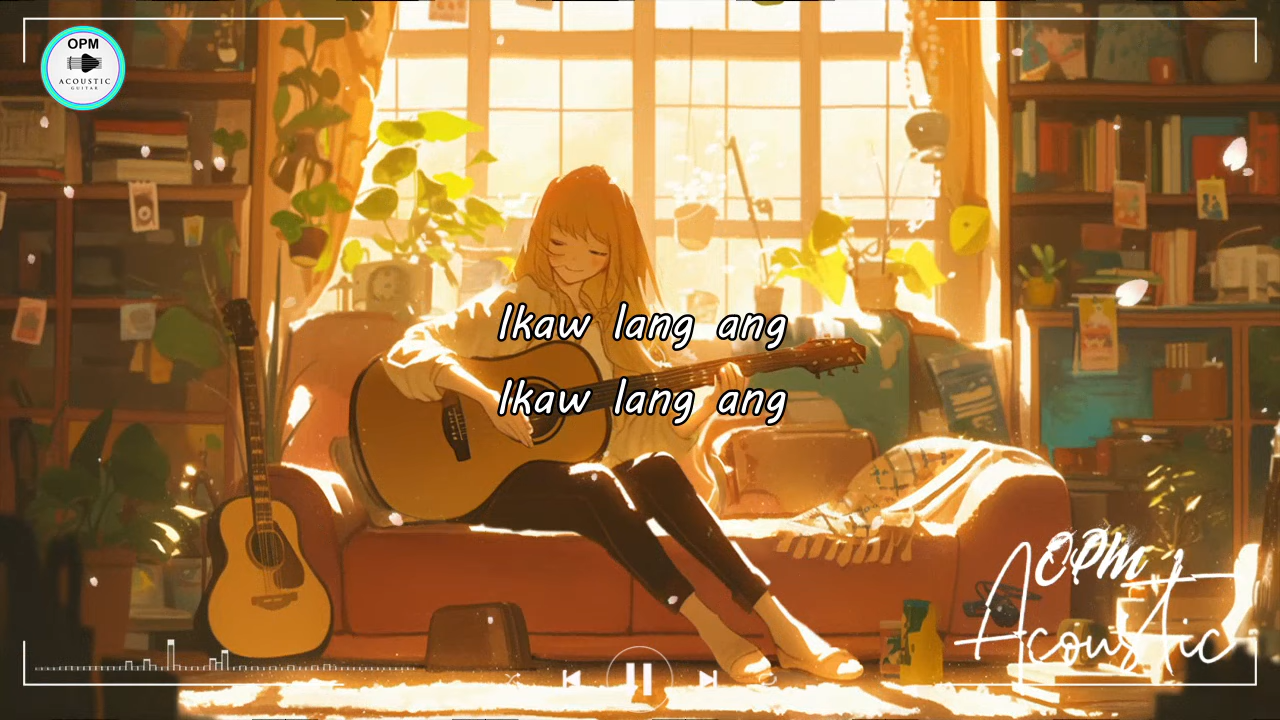 OPM
ACOUSTIC
GUITAR
Ikaw lang ang
Ikaw lang ang
OPM
Acoustic